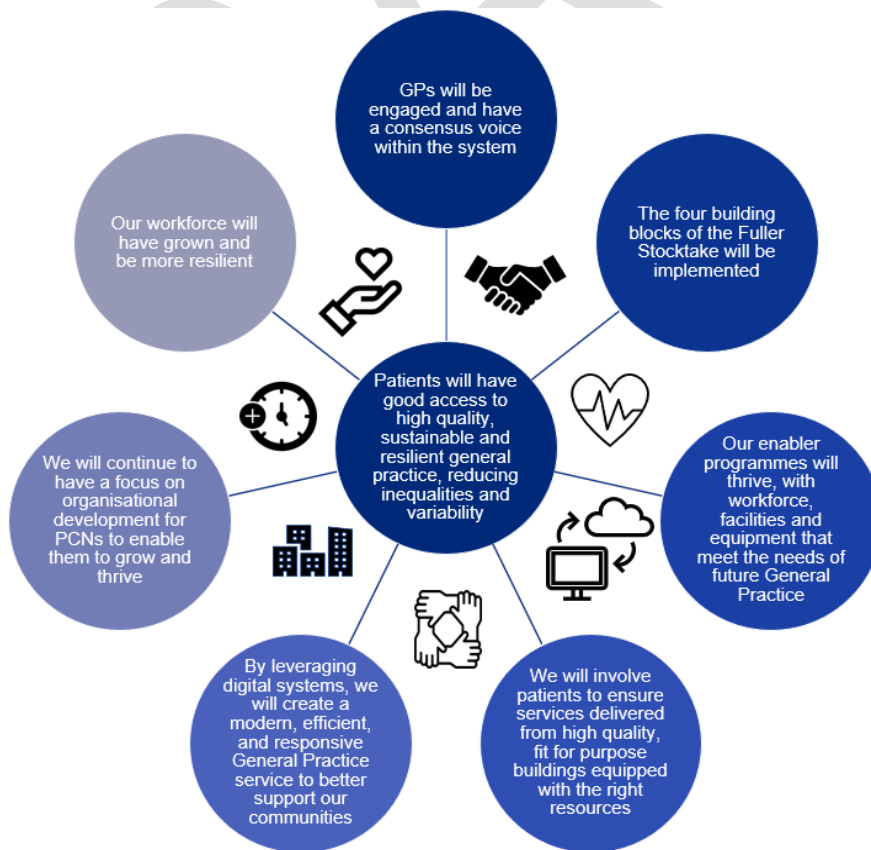 GPs will be
engaged and have
a consensus voice
within the system
The four building
blocks of the Fuller
Stocktake will be
implemented
Our enabler
programmes will
thrive, with
workforce,
facilities and
equipment that
meet the needs of
future General
Practice
We will involve
patients to ensure
services delivered
from high quality,
fit for purpose
buildings equipped
with the right
resources
By leveraging
digital systems, we
will create a
modern, efficient,
and responsive
General Practice
service to better
support our
communities
We will continue to
have a focus on
organisational
development for
PCNs to enable
them to grow and
thrive
Our workforce will
have grown and
be more resilient
Patients will have
good access to
high quality,
sustainable and
resilient general
practice, reducing
inequalities and
variability